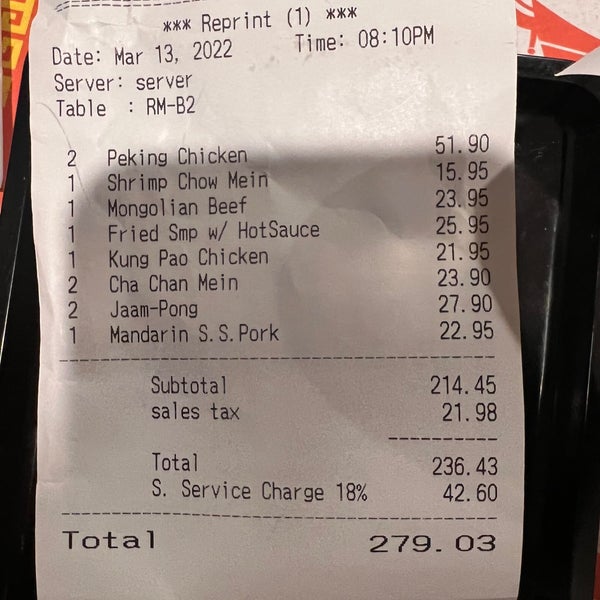 *** Reprint (1) ***
Date: Mar 13, 2022 Time: 08:10PM
Server: server
Table : RM-B2
2 Peking Chicken 51.90
1 Shrimp Chow Mein 15.95
1 Mongolian Beef 23.95
1 Fried Smp w/ HotSauce 25.95
1 Kung Pao Chicken 21.95
2 Cha Chan Mein 23.90
2 Jaam-Pong 27.90
1 Mandarin S.S.Pork 22.95
Subtotal 214.45
sales tax 21.98
Total 236.43
S. Service Charge 18% 42.60
Total 279.03